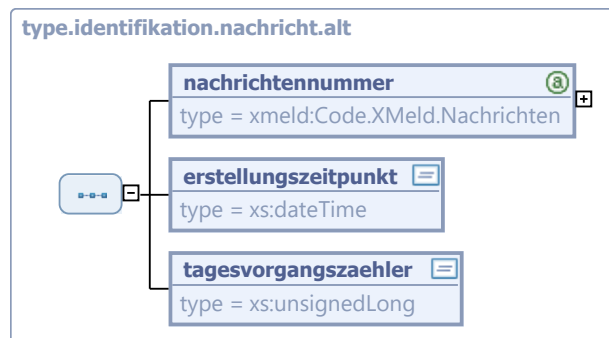 type.identifikation.nachricht.alt
nachrichtennummer
type = xmeld:Code.XMeld.Nachrichten
erstellungszeitpunkt
type = xs:dateTime
tagesvorgangszaehler
type = xs:unsignedLong